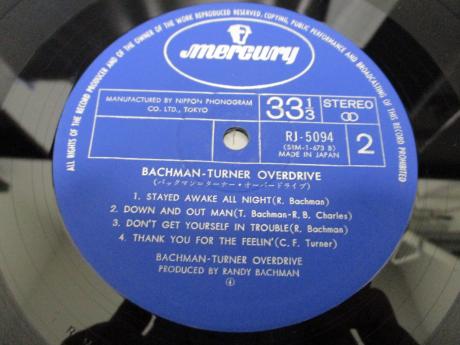 ALL RIGHTS OF THE RECORD PRODUCER AND OF THE OWNER OF THE WORK REPRODUCED RESERVED. COPYING, PUBLIC PERFORMANCE AND BROADCASTING OF THIS RECORD PROHIBITED
mercury
MANUFACTURED BY NIPPON PHONOGRAM
CO. LTD., TOKYO
33 1/3
STEREO
RJ-5094
(SIM-1-673 B)
MADE IN JAPAN
2
BACHMAN-TURNER OVERDRIVE
(バックマン=ターナー・オーバードライブ)
1. STAYED AWAKE ALL NIGHT(R. Bachman)
2. DOWN AND OUT MAN(T. Bachman-R. B. Charles)
3. DON'T GET YOURSELF IN TROUBLE(R. Bachman)
4. THANK YOU FOR THE FEELIN'(C. F. Turner)
BACHMAN-TURNER OVERDRIVE
PRODUCED BY RANDY BACHMAN
④